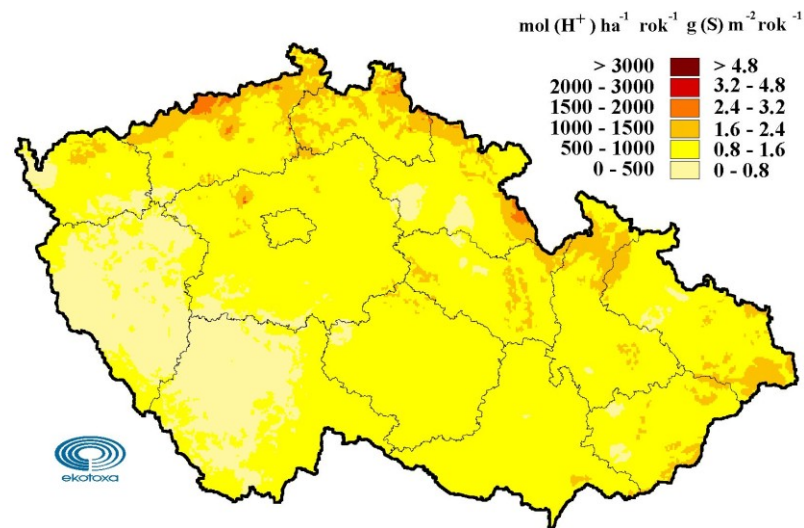 mol (H⁺) ha⁻¹ rok⁻¹ g (S) m⁻² rok⁻¹
> 3000 > 4.8
2000 - 3000 3.2 - 4.8
1500 - 2000 2.4 - 3.2
1000 - 1500 1.6 - 2.4
500 - 1000 0.8 - 1.6
0 - 500 0 - 0.8
ekotoxa